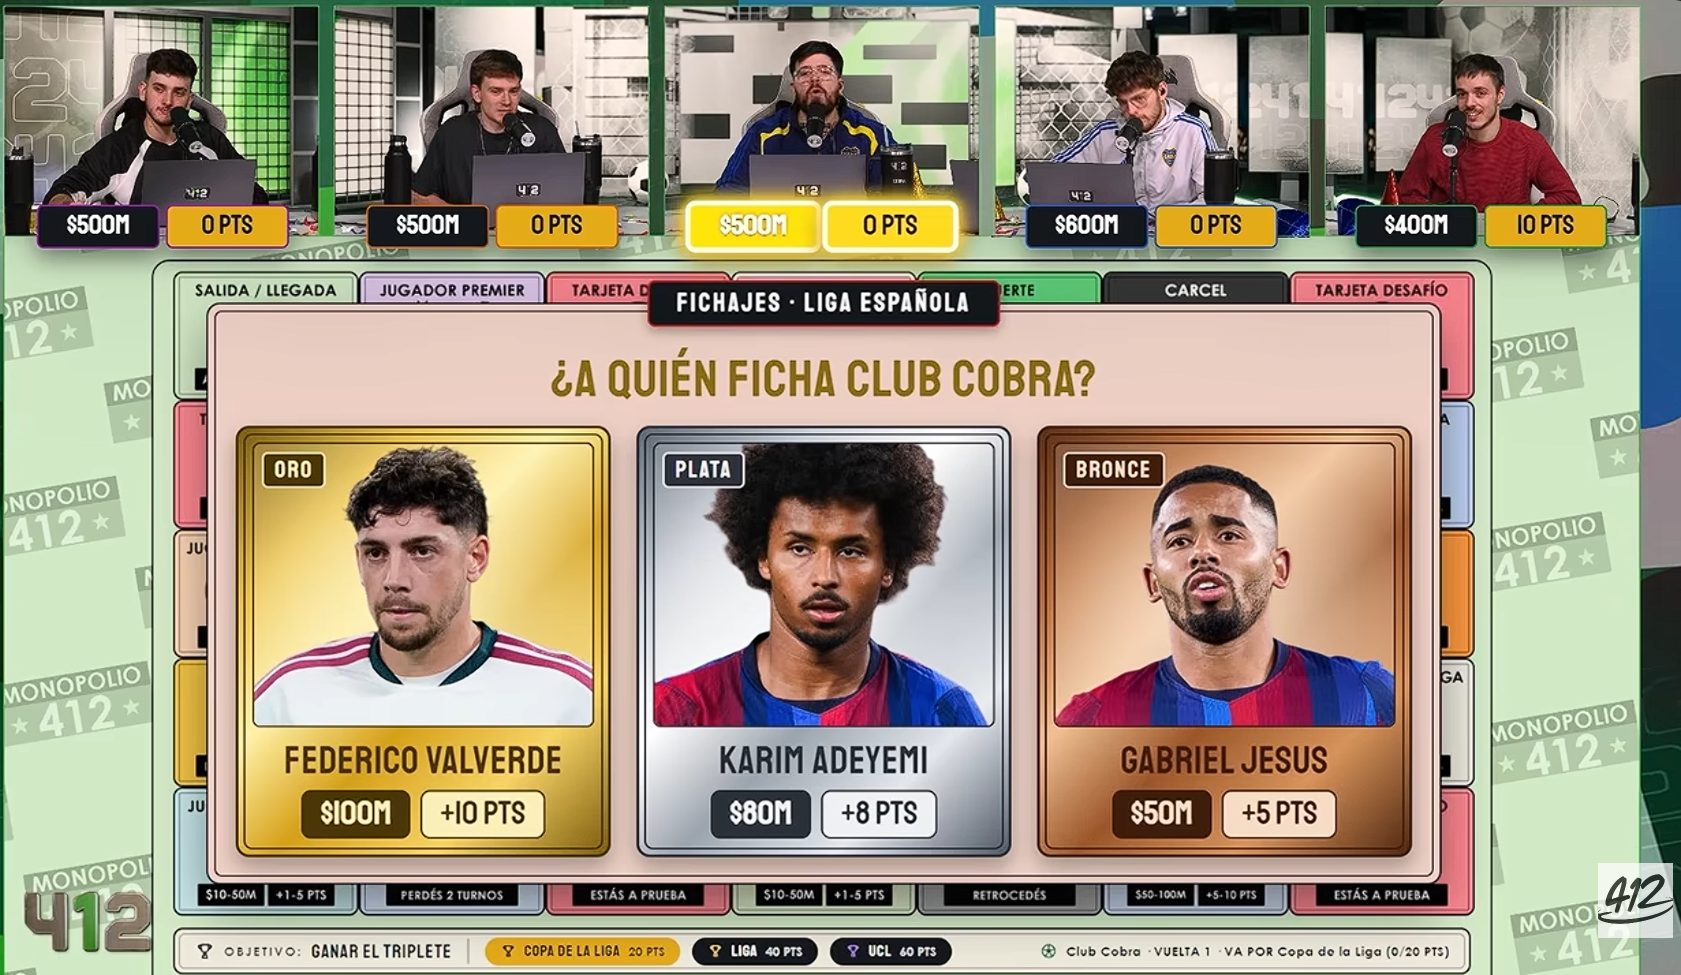 $500M 0 PTS
$500M 0 PTS
$500M 0 PTS
$600M 0 PTS
$400M 10 PTS
SALIDA / LLEGADA
JUGADOR PREMIER
TARJETA D
ERTE
CARCEL
TARJETA DESAFÍO
FICHAJES · LIGA ESPAÑOLA
¿A QUIÉN FICHA CLUB COBRA?
ORO
PLATA
BRONCE
FEDERICO VALVERDE
$100M +10 PTS
KARIM ADEYEMI
$80M +8 PTS
GABRIEL JESUS
$50M +5 PTS
$10-50M +1-5 PTS
PERDÉS 2 TURNOS
ESTÁS A PRUEBA
$10-50M +1-5 PTS
RETROCEDÉS
$50-100M +5-10 PTS
ESTÁS A PRUEBA
OBJETIVO: GANAR EL TRIPLETE
COPA DE LA LIGA 20 PTS
LIGA 40 PTS
UCL 60 PTS
Club Cobra · VUELTA 1 · VA POR Copa de la Liga (0/20 PTS)
MONOPOLIO
412
412
412